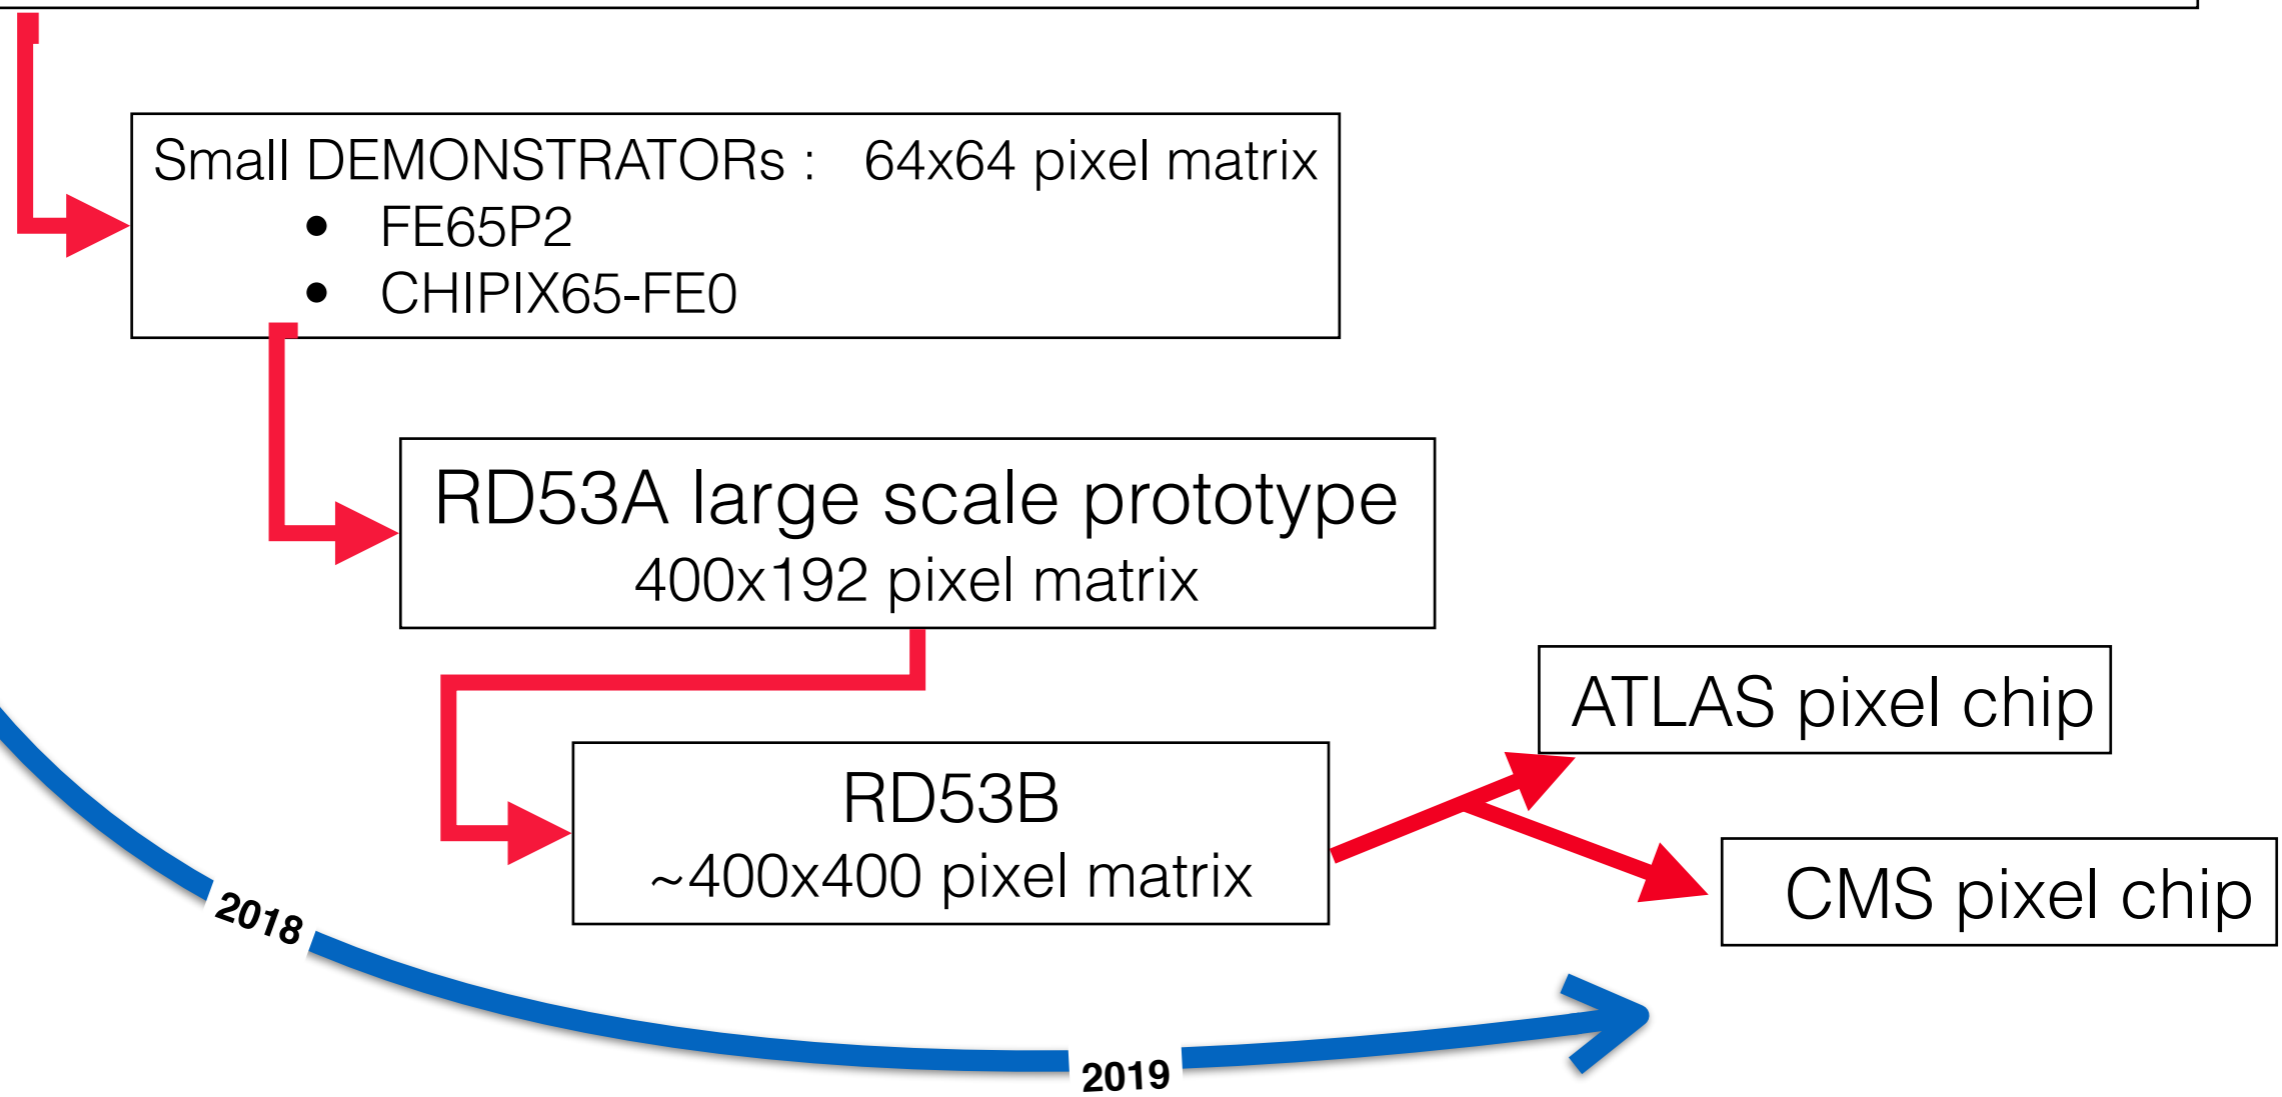 Small DEMONSTRATORs :   64x64 pixel matrix
• FE65P2
• CHIPIX65-FE0
RD53A large scale prototype
400x192 pixel matrix
ATLAS pixel chip
RD53B
~400x400 pixel matrix
CMS pixel chip
2018
2019